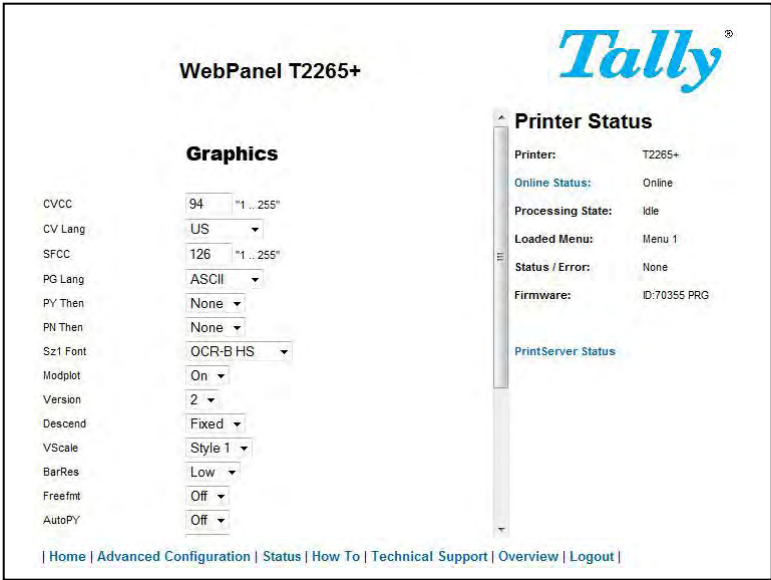 WebPanel T2265+
Tally®
Graphics
CVCC 94 "1 .. 255"
CV Lang US
SFCC 126 "1 .. 255"
PG Lang ASCII
PY Then None
PN Then None
Sz1 Font OCR-B HS
Modplot On
Version 2
Descend Fixed
VScale Style 1
BarRes Low
Freefmt Off
AutoPY Off
Printer Status
Printer: T2265+
Online Status: Online
Processing State: Idle
Loaded Menu: Menu 1
Status / Error: None
Firmware: ID:70355 PRG
PrintServer Status
| Home | Advanced Configuration | Status | How To | Technical Support | Overview | Logout |